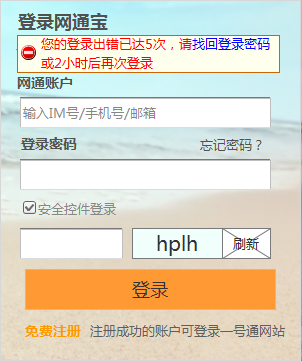 登录网通宝
您的登录出错已达5次，请找回登录密码
或2小时后再次登录
网通账户
输入IM号/手机号/邮箱
登录密码 忘记密码？
安全控件登录
hplh 刷新
登录
免费注册 注册成功的账户可登录一号通网站